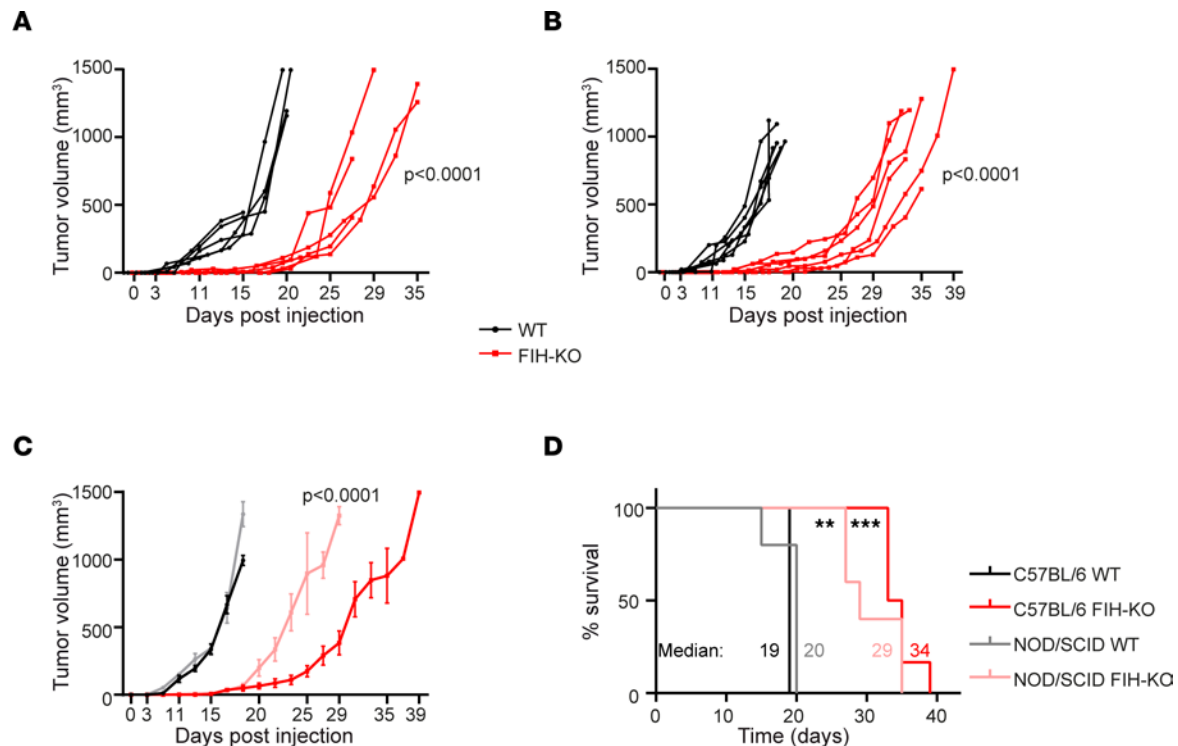 A
B
1500
1000
500
0
Tumor volume (mm³)
p<0.0001
0 3 11 15 20 25 29 35
Days post injection
1500
1000
500
0
Tumor volume (mm³)
p<0.0001
0 3 11 15 20 25 29 35 39
Days post injection
WT
FIH-KO
C
D
1500
1000
500
0
Tumor volume (mm³)
p<0.0001
0 3 11 15 20 25 29 35 39
Days post injection
100
50
0
% survival
** ***
Median: 19 20 29 34
0 10 20 30 40
Time (days)
C57BL/6 WT
C57BL/6 FIH-KO
NOD/SCID WT
NOD/SCID FIH-KO